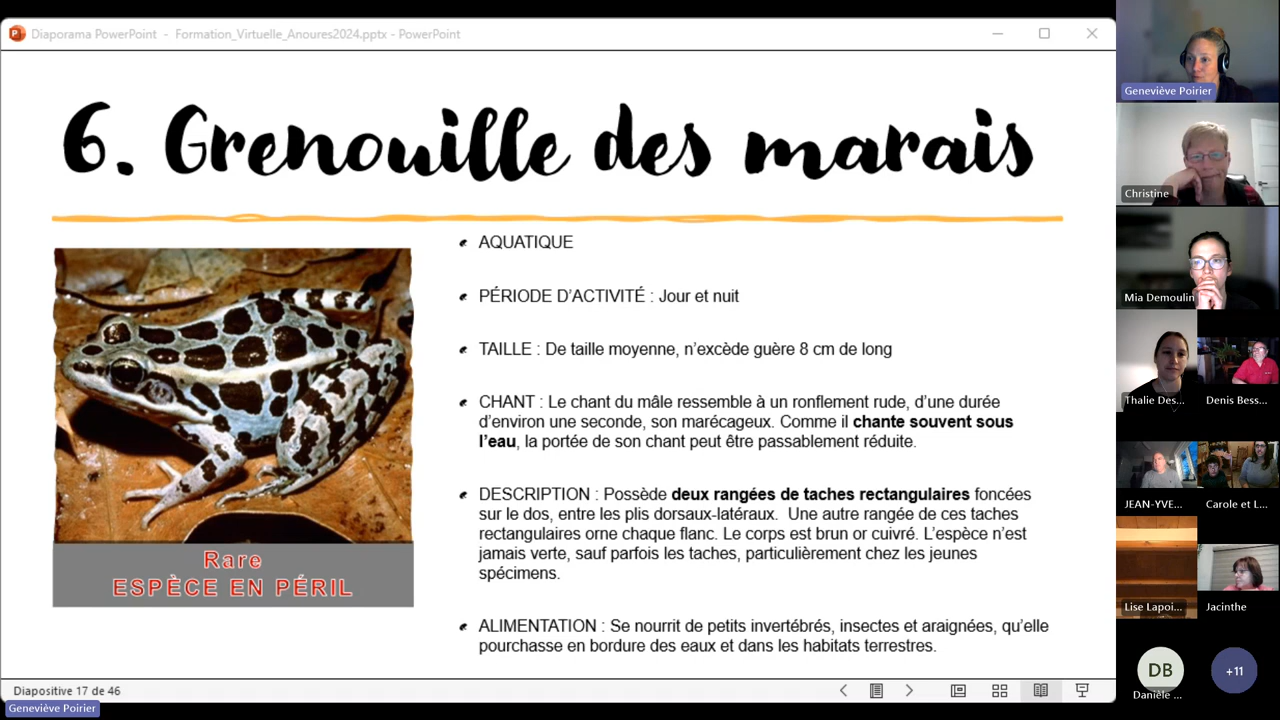 Diaporama PowerPoint - Formation_Virtuelle_Anoures2024.pptx - PowerPoint
6. Grenouille des marais
AQUATIQUE
PÉRIODE D'ACTIVITÉ : Jour et nuit
TAILLE : De taille moyenne, n'excède guère 8 cm de long
CHANT : Le chant du mâle ressemble à un ronflement rude, d'une durée
d'environ une seconde, son marécageux. Comme il chante souvent sous
l'eau, la portée de son chant peut être passablement réduite.
DESCRIPTION : Possède deux rangées de taches rectangulaires foncées
sur le dos, entre les plis dorsaux-latéraux. Une autre rangée de ces taches
rectangulaires orne chaque flanc. Le corps est brun or cuivré. L'espèce n'est
jamais verte, sauf parfois les taches, particulièrement chez les jeunes
spécimens.
ALIMENTATION : Se nourrit de petits invertébrés, insectes et araignées, qu'elle
pourchasse en bordure des eaux et dans les habitats terrestres.
Rare
ESPÈCE EN PÉRIL
Diapositive 17 de 46
Geneviève Poirier
Geneviève Poirier
Christine
Mia Demoulin
Thalie Des...
Denis Bess...
JEAN-YVE...
Carole et L...
Lise Lapoi...
Jacinthe
DB
Danièle ...
+11